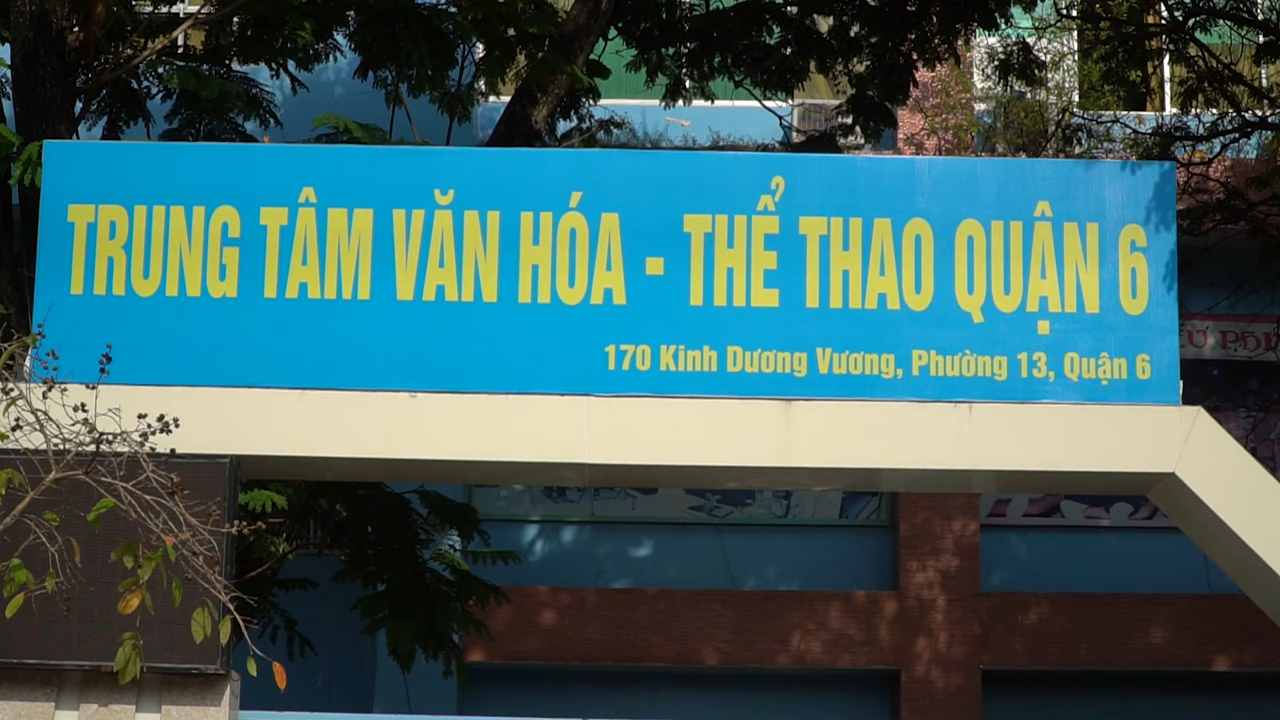 TRUNG TÂM VĂN HÓA - THỂ THAO QUẬN 6
170 Kinh Dương Vương, Phường 13, Quận 6